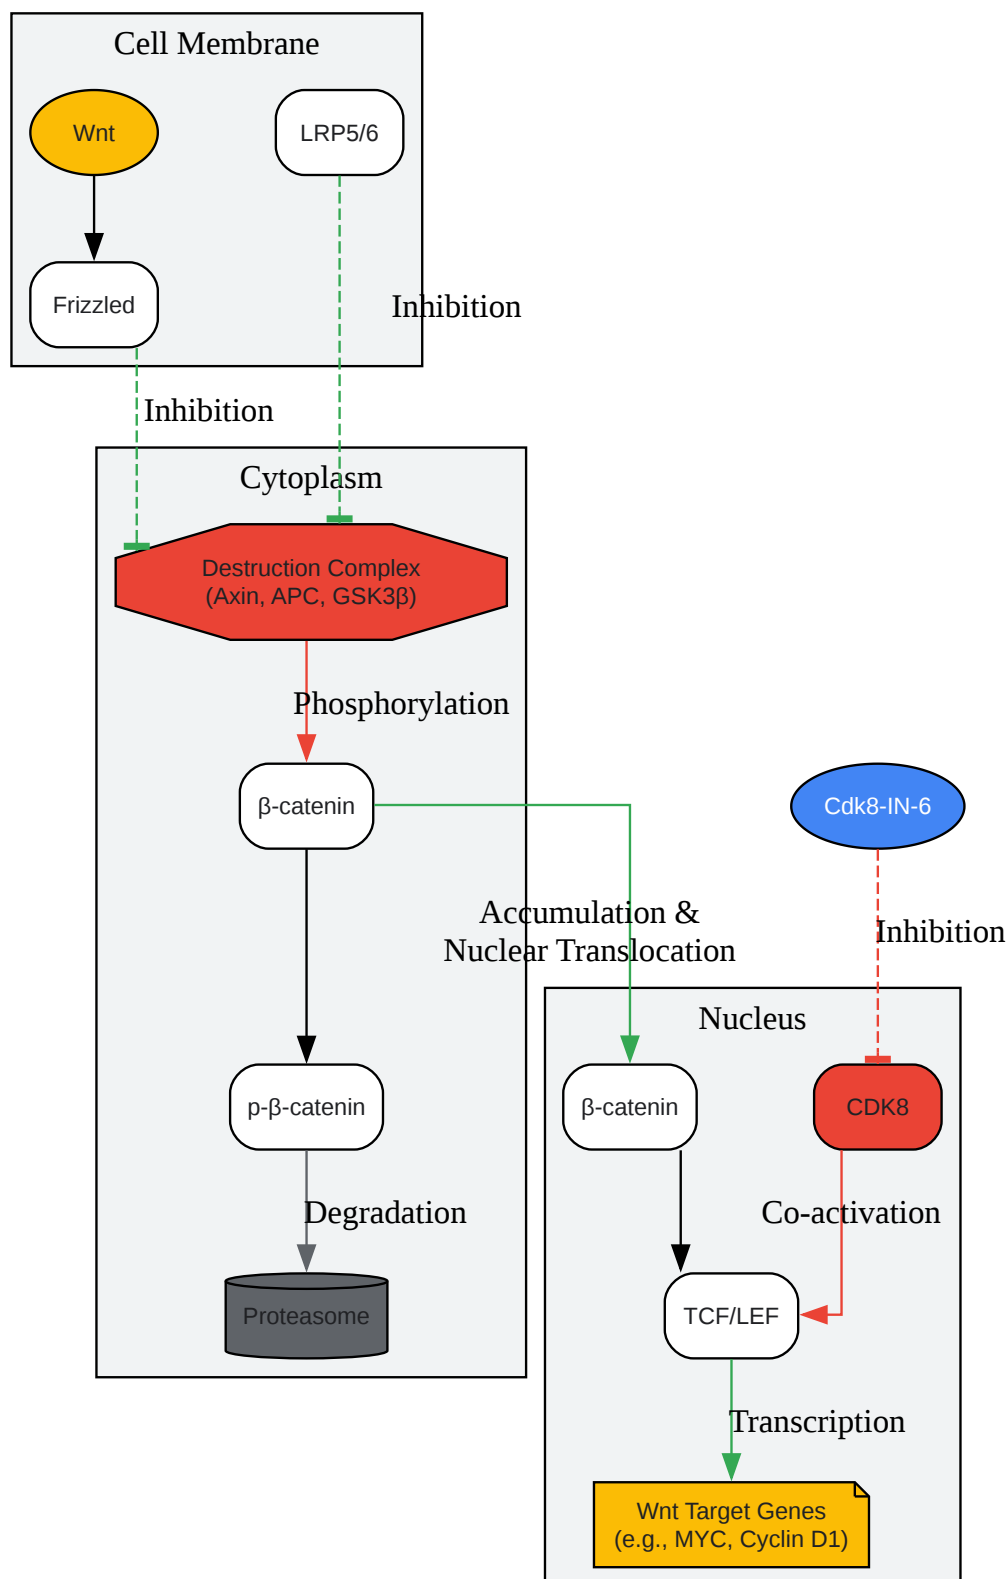 Cell Membrane
Wnt
LRP5/6
Frizzled
Inhibition
Inhibition
Cytoplasm
Destruction Complex
(Axin, APC, GSK3β)
Phosphorylation
β-catenin
Cdk8-IN-6
Accumulation &
Nuclear Translocation
Inhibition
Nucleus
p-β-catenin
β-catenin
CDK8
Degradation
Co-activation
Proteasome
TCF/LEF
Transcription
Wnt Target Genes
(e.g., MYC, Cyclin D1)